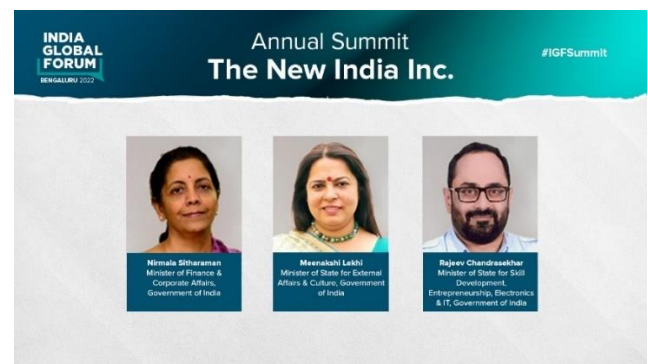 INDIA
GLOBAL
FORUM
BENGALURU 2022
Annual Summit
The New India Inc.
#IGFSummit
Nirmala Sitharaman
Minister of Finance &
Corporate Affairs,
Government of India
Meenakshi Lekhi
Minister of State for External
Affairs & Culture, Government
of India
Rajeev Chandrasekhar
Minister of State for Skill
Development,
Entrepreneurship, Electronics
& IT, Government of India